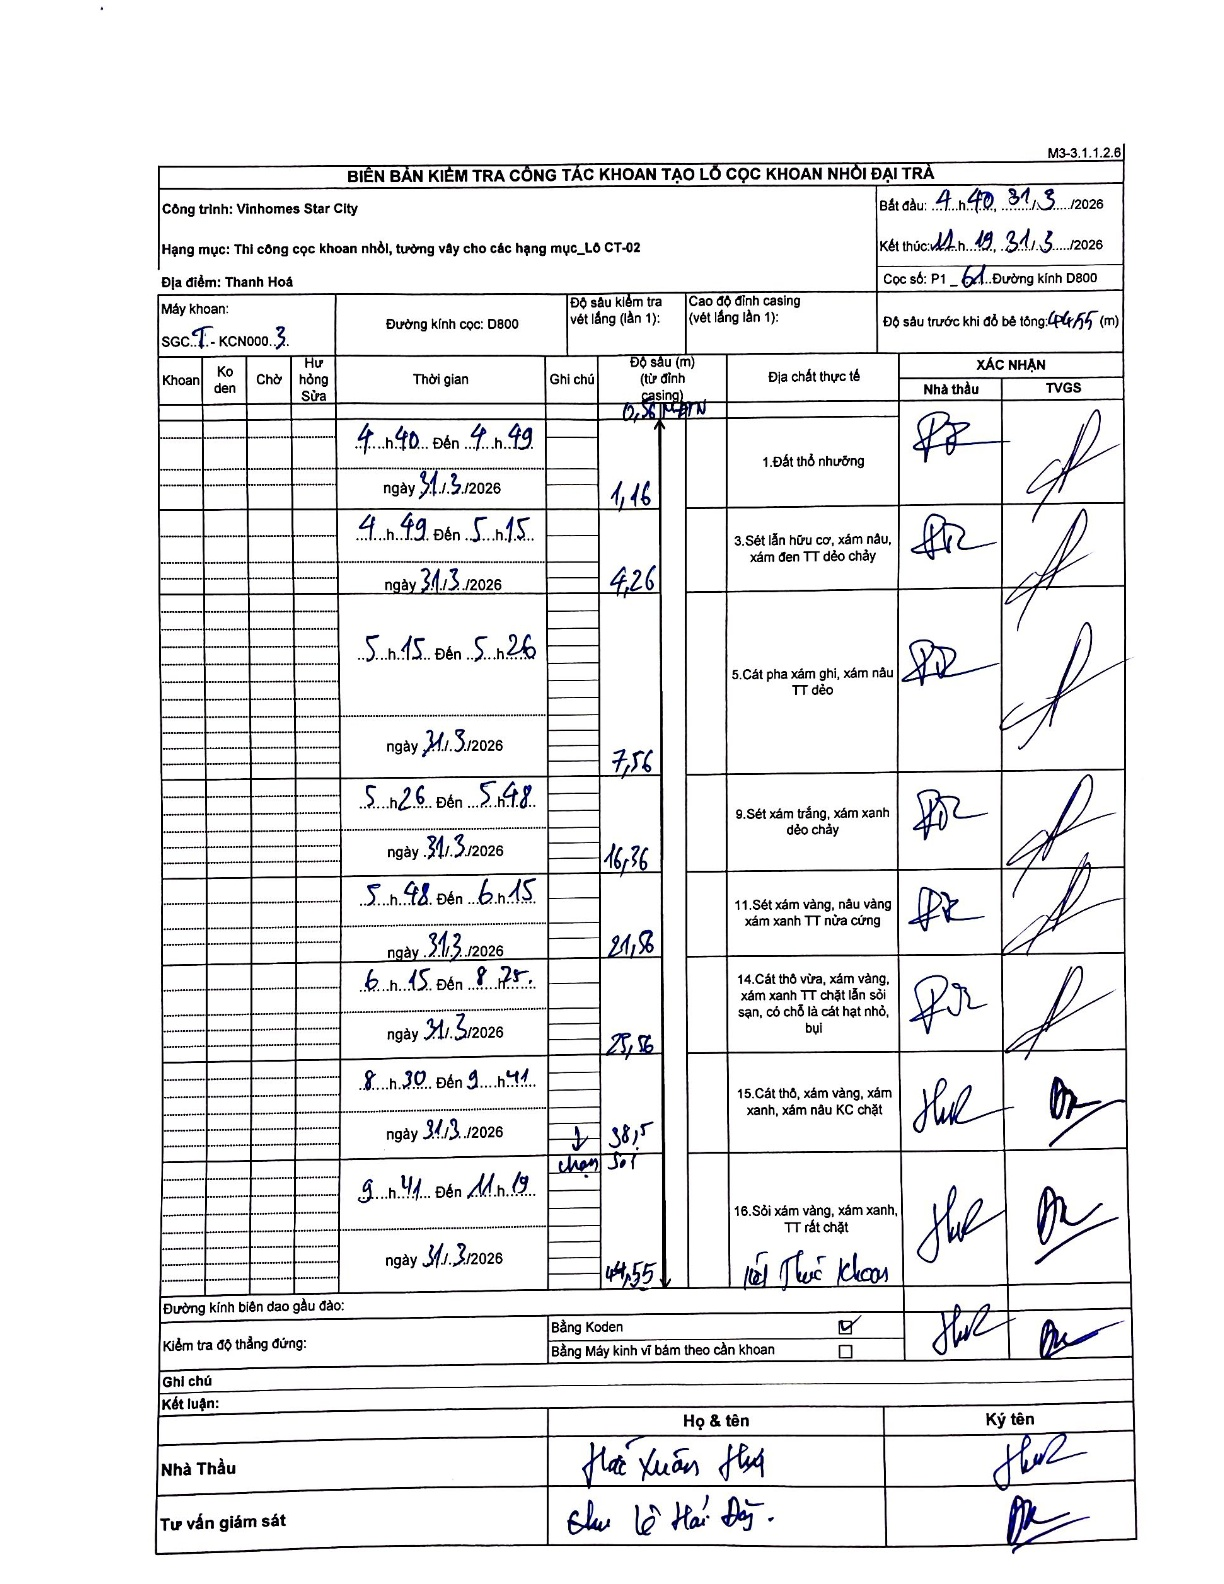 M3-3.1.1.2.6
BIÊN BẢN KIỂM TRA CÔNG TÁC KHOAN TẠO LỖ CỌC KHOAN NHỒI ĐẠI TRÀ
Công trình: Vinhomes Star City
Bắt đầu: 4 h 40, 31/3/2026
Hạng mục: Thi công cọc khoan nhồi, tường vây cho các hạng mục_Lô CT-02
Kết thúc: 11 h 19, 31/3/2026
Địa điểm: Thanh Hoá
Cọc số: P1_61 Đường kính D800
Máy khoan:
SGC.T.- KCN000.3.
Đường kính cọc: D800
Độ sâu kiểm tra vét lắng (lần 1):
Cao độ đỉnh casing (vét lắng lần 1):
Độ sâu trước khi đổ bê tông: 44,55 (m)
Khoan Ko đen Chờ Hư hỏng Sửa Thời gian Ghi chú Độ sâu (m) (từ đỉnh casing) Địa chất thực tế XÁC NHẬN
Nhà thầu TVGS
0,56 MĐTN
4 h 40 Đến 4 h 49
1.Đất thổ nhưỡng
ngày 31/3/2026
1,16
4 h 49 Đến 5 h 15
3.Sét lẫn hữu cơ, xám nâu, xám đen TT dẻo chảy
ngày 31/3/2026
4,26
5 h 15 Đến 5 h 26
5.Cát pha xám ghi, xám nâu TT dẻo
ngày 31/3/2026
7,56
5 h 26 Đến 5 h 48
9.Sét xám trắng, xám xanh dẻo chảy
ngày 31/3/2026
16,36
5 h 48 Đến 6 h 15
11.Sét xám vàng, nâu vàng xám xanh TT nửa cứng
ngày 31/3/2026
21,56
6 h 15 Đến 8 h 25
14.Cát thô vừa, xám vàng, xám xanh TT chặt lẫn sỏi sạn, có chỗ là cát hạt nhỏ, bụi
ngày 31/3/2026
25,56
8 h 30 Đến 9 h 41
15.Cát thô, xám vàng, xám xanh, xám nâu KC chặt
ngày 31/3/2026
38,5
chạm sỏi
9 h 41 Đến 11 h 19
16.Sỏi xám vàng, xám xanh, TT rất chặt
ngày 31/3/2026
44,55
Kết Thúc Khoan
Đường kính biên dao gầu đào:
Kiểm tra độ thẳng đứng:
Bằng Koden
Bằng Máy kinh vĩ bám theo cần khoan
Ghi chú
Kết luận:
Họ & tên Ký tên
Nhà Thầu
Xuân
Tư vấn giám sát
Chu Lê Hải